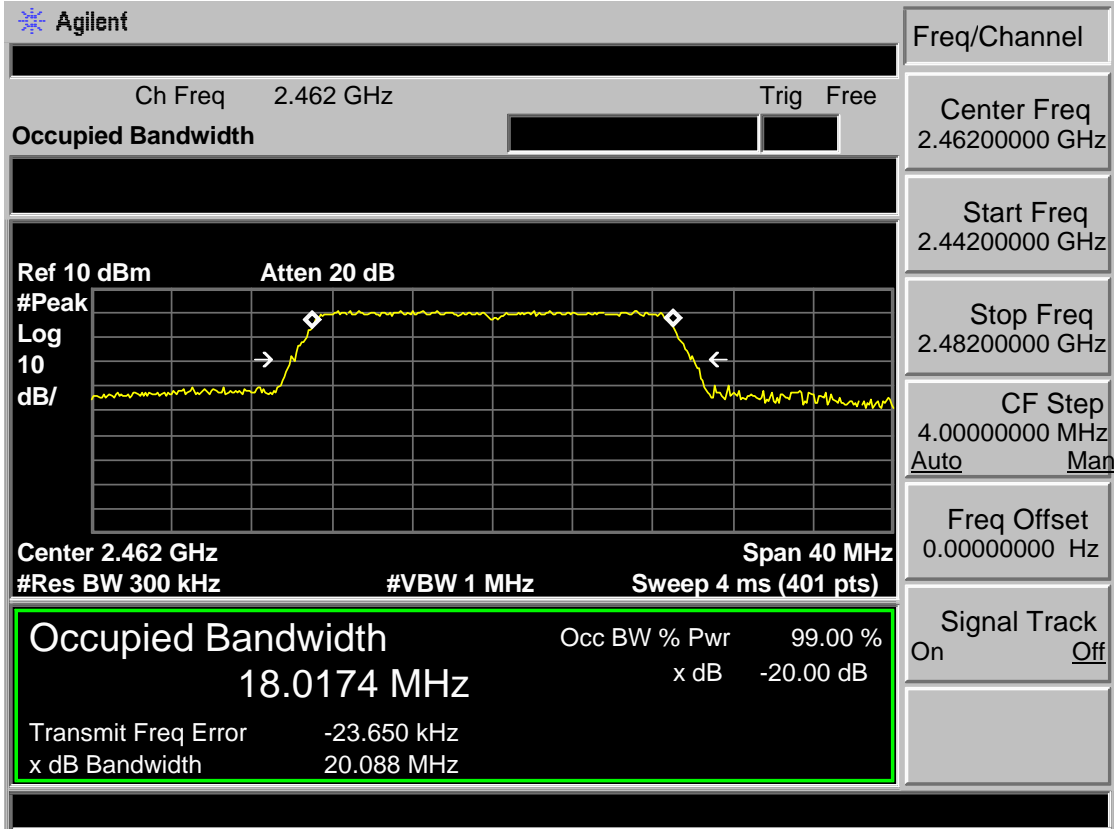 Agilent
Freq/Channel
Ch Freq 2.462 GHz Trig Free
Occupied Bandwidth
Center Freq
2.46200000 GHz
Start Freq
2.44200000 GHz
Ref 10 dBm Atten 20 dB
#Peak
Log
10
dB/
Stop Freq
2.48200000 GHz
CF Step
4.00000000 MHz
Auto Man
Center 2.462 GHz Span 40 MHz
#Res BW 300 kHz #VBW 1 MHz Sweep 4 ms (401 pts)
Freq Offset
0.00000000 Hz
Occupied Bandwidth
18.0174 MHz
Occ BW % Pwr 99.00 %
x dB -20.00 dB
Transmit Freq Error -23.650 kHz
x dB Bandwidth 20.088 MHz
Signal Track
On Off